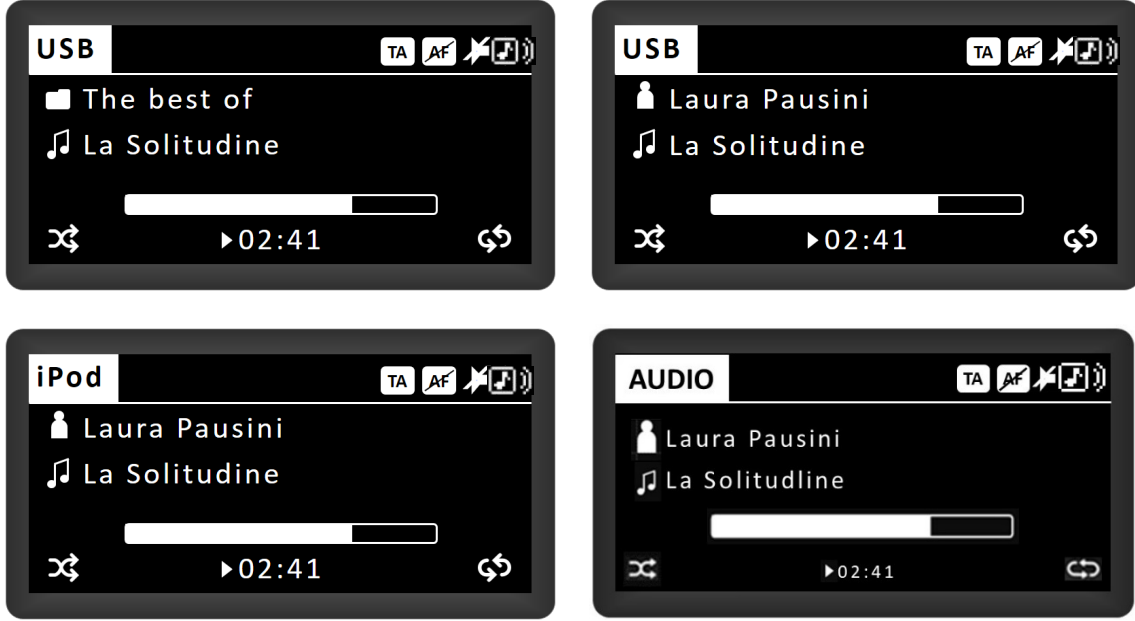 USB
TA AF
The best of
La Solitudine
02:41
USB
TA AF
Laura Pausini
La Solitudine
02:41
iPod
TA AF
Laura Pausini
La Solitudine
02:41
AUDIO
TA AF
Laura Pausini
La Solitudline
02:41